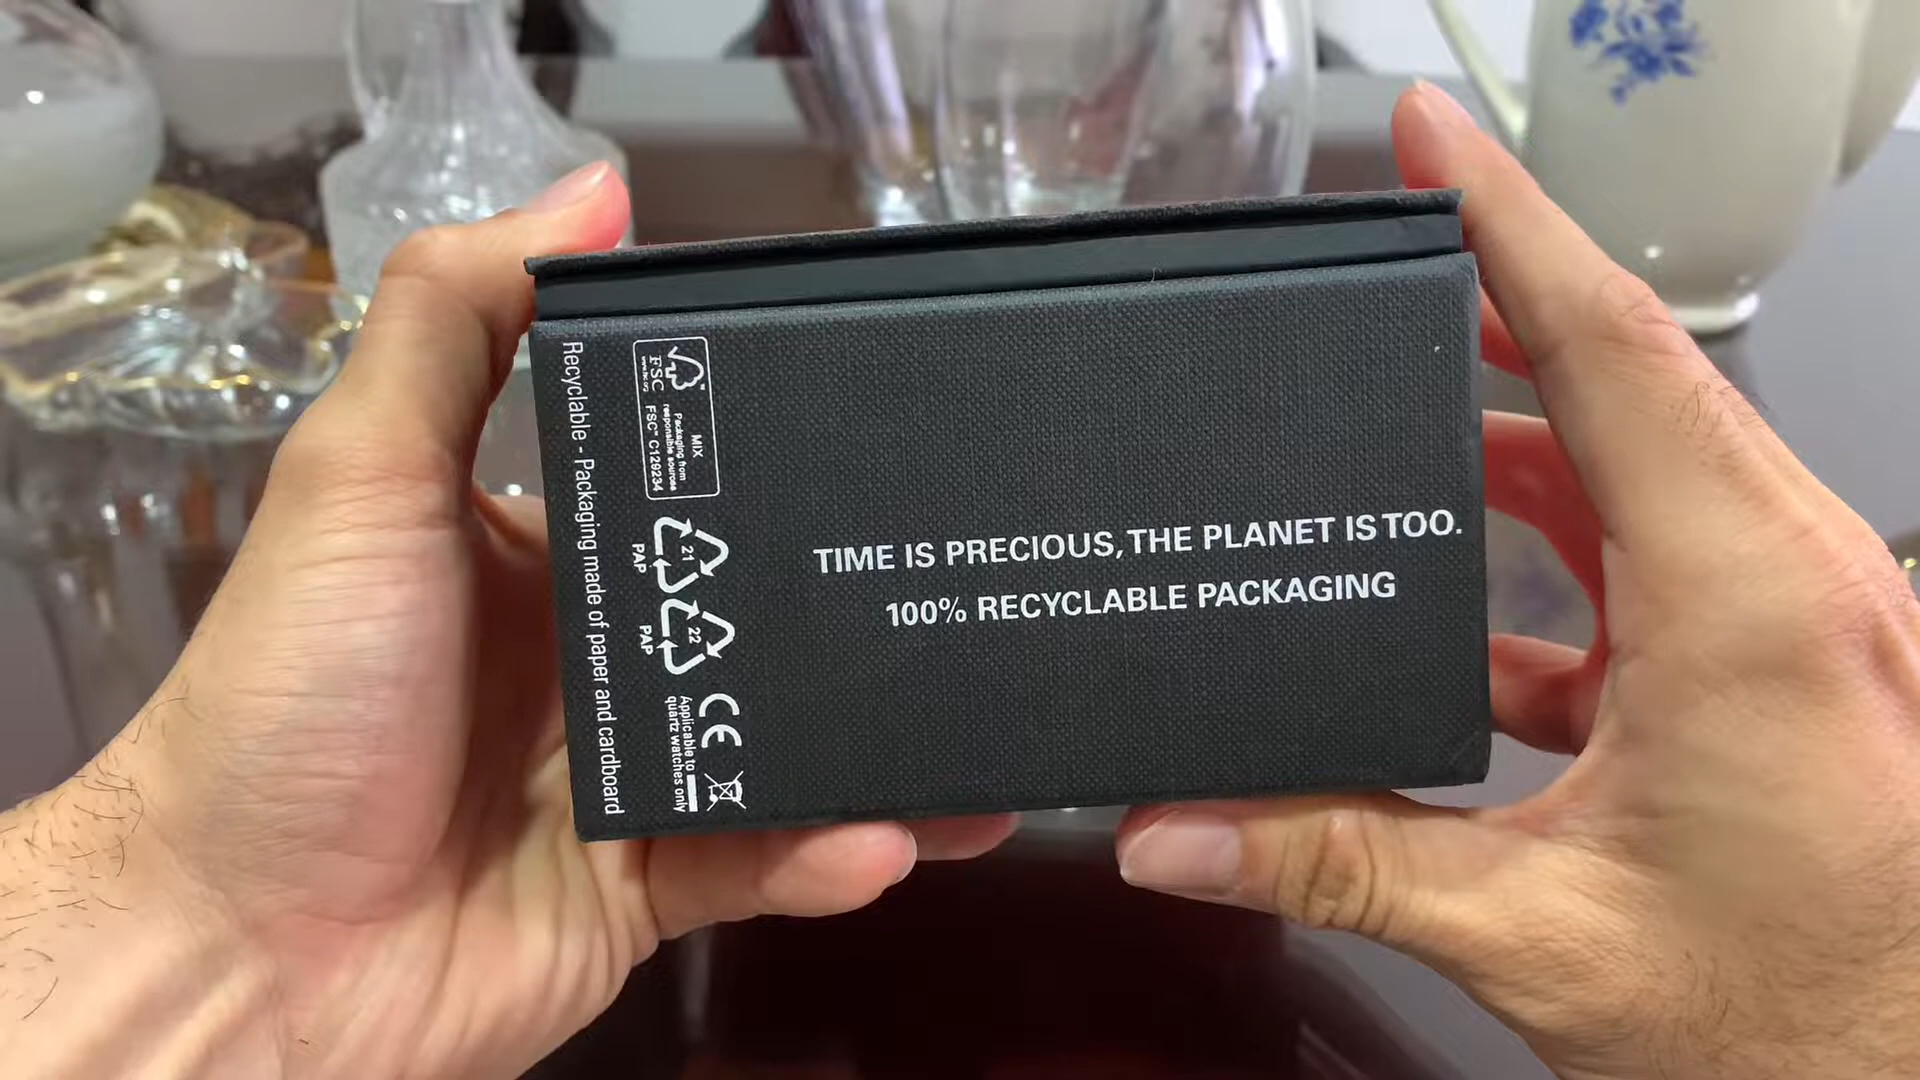 TIME IS PRECIOUS, THE PLANET IS TOO.
100% RECYCLABLE PACKAGING
FSC
MIX
Packaging from
responsible sources
FSC™ C129234
21
PAP
22
PAP
CE
Applicable to
quartz watches only
Recyclable - Packaging made of paper and cardboard